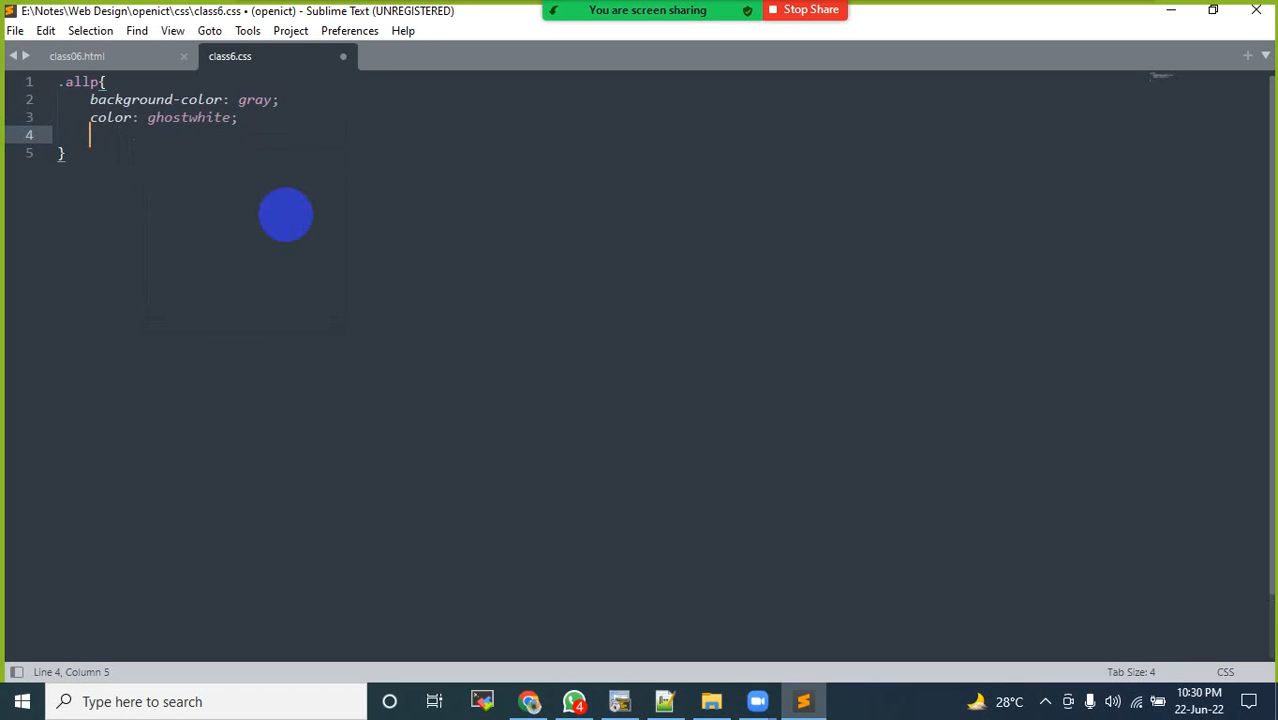 E:\Notes\Web Design\openict\css\class6.css • (openict) - Sublime Text (UNREGISTERED)
You are screen sharing
Stop Share
File Edit Selection Find View Goto Tools Project Preferences Help
class06.html
class6.css
1 .allp{
2 background-color: gray;
3 color: ghostwhite;
4
5 }
Line 4, Column 5
Tab Size: 4
CSS
Type here to search
4
28°C
10:30 PM
22-Jun-22